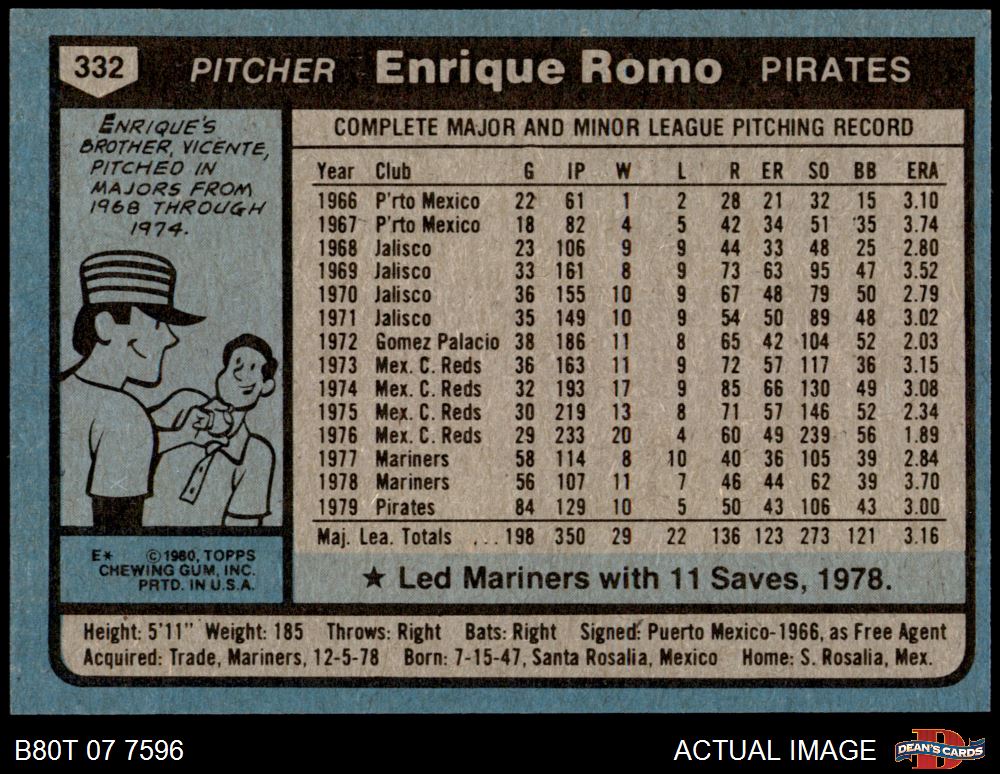 332 PITCHER Enrique Romo PIRATES
ENRIQUE'S
BROTHER, VICENTE,
PITCHED IN
MAJORS FROM
1968 THROUGH
1974.
COMPLETE MAJOR AND MINOR LEAGUE PITCHING RECORD
Year Club G IP W L R ER SO BB ERA
1966 P'rto Mexico 22 61 1 2 28 21 32 15 3.10
1967 P'rto Mexico 18 82 4 5 42 34 51 35 3.74
1968 Jalisco 23 106 9 9 44 33 48 25 2.80
1969 Jalisco 33 161 8 9 73 63 95 47 3.52
1970 Jalisco 36 155 10 9 67 48 79 50 2.79
1971 Jalisco 35 149 10 9 54 50 89 48 3.02
1972 Gomez Palacio 38 186 11 8 65 42 104 52 2.03
1973 Mex. C. Reds 36 163 11 9 72 57 117 36 3.15
1974 Mex. C. Reds 32 193 17 9 85 66 130 49 3.08
1975 Mex. C. Reds 30 219 13 8 71 57 146 52 2.34
1976 Mex. C. Reds 29 233 20 4 60 49 239 56 1.89
1977 Mariners 58 114 8 10 40 36 105 39 2.84
1978 Mariners 56 107 11 7 46 44 62 39 3.70
1979 Pirates 84 129 10 5 50 43 106 43 3.00
Maj. Lea. Totals ... 198 350 29 22 136 123 273 121 3.16
★ Led Mariners with 11 Saves, 1978.
E* ©1980, TOPPS
CHEWING GUM, INC.
PRTD. IN U.S.A.
Height: 5'11" Weight: 185 Throws: Right Bats: Right Signed: Puerto Mexico-1966, as Free Agent
Acquired: Trade, Mariners, 12-5-78 Born: 7-15-47, Santa Rosalia, Mexico Home: S. Rosalia, Mex.
B80T 07 7596 ACTUAL IMAGE DEAN'S CARDS